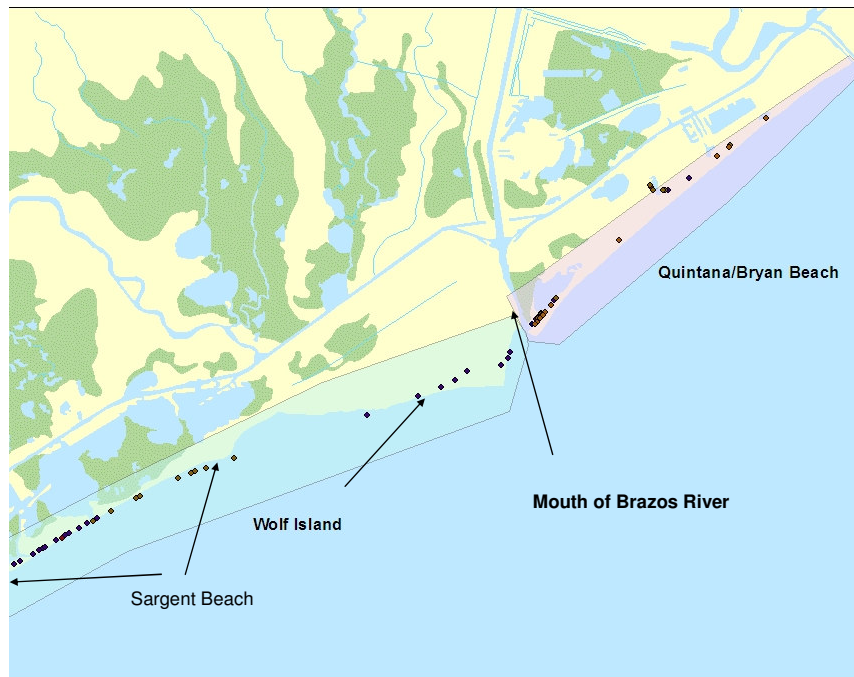 Quintana/Bryan Beach
Mouth of Brazos River
Wolf Island
Sargent Beach